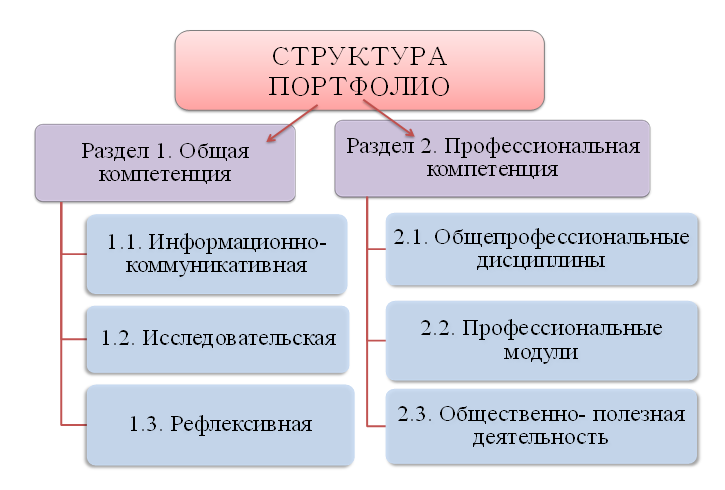 СТРУКТУРА
ПОРТФОЛИО
Раздел 1. Общая
компетенция
1.1. Информационно-
коммуникативная
1.2. Исследовательская
1.3. Рефлексивная
Раздел 2. Профессиональная
компетенция
2.1. Общепрофессиональные
дисциплины
2.2. Профессиональные
модули
2.3. Общественно- полезная
деятельность